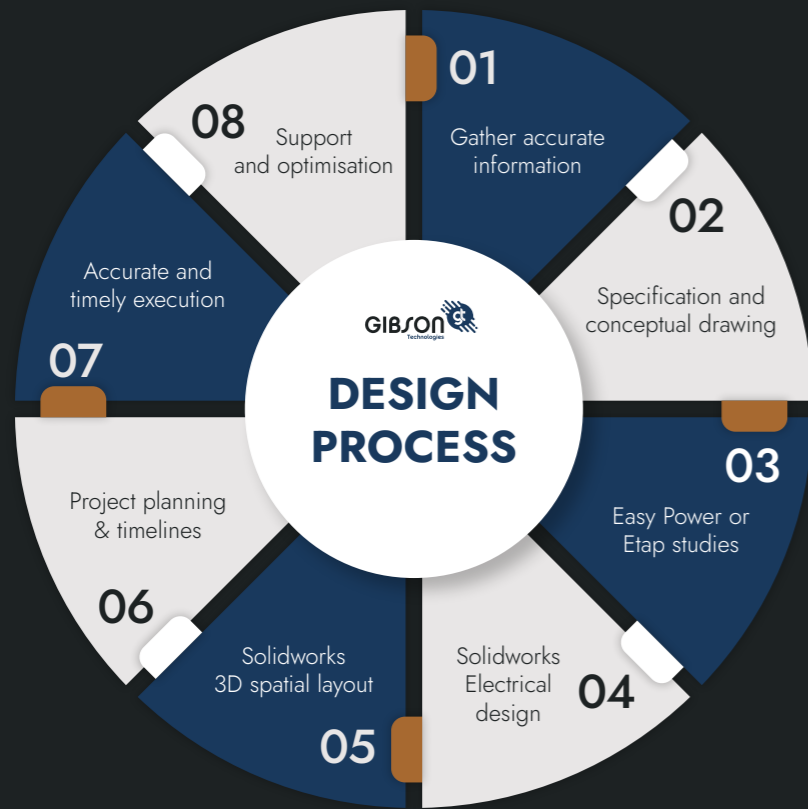 GIBSON gt
Technologies
DESIGN
PROCESS
01
Gather accurate
information
02
Specification and
conceptual drawing
03
Easy Power or
Etap studies
04
Solidworks
Electrical
design
05
Solidworks
3D spatial layout
06
Project planning
& timelines
07
Accurate and
timely execution
08
Support
and optimisation